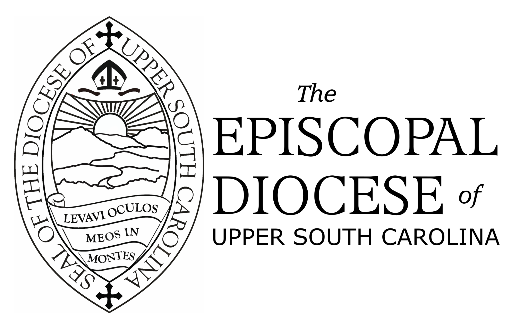 SEAL OF THE DIOCESE OF UPPER SOUTH CAROLINA
LEVAVI OCULOS
MEOS IN
MONTES
The
EPISCOPAL
DIOCESE of
UPPER SOUTH CAROLINA